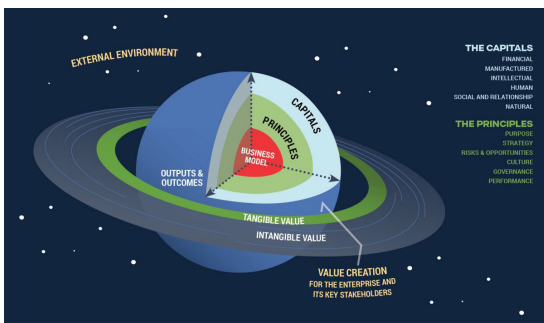 EXTERNAL ENVIRONMENT
CAPITALS
PRINCIPLES
BUSINESS
MODEL
OUTPUTS &
OUTCOMES
TANGIBLE VALUE
INTANGIBLE VALUE
VALUE CREATION
FOR THE ENTERPRISE AND
ITS KEY STAKEHOLDERS
THE CAPITALS
FINANCIAL
MANUFACTURED
INTELLECTUAL
HUMAN
SOCIAL AND RELATIONSHIP
NATURAL
THE PRINCIPLES
PURPOSE
STRATEGY
RISKS & OPPORTUNITIES
CULTURE
GOVERNANCE
PERFORMANCE